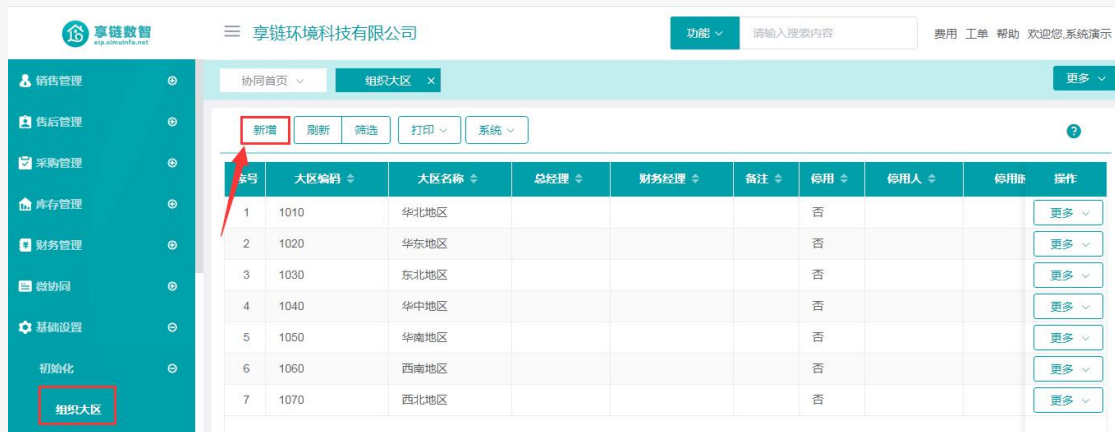 享链数智
eip.simuinfo.net
享链环境科技有限公司
功能
请输入搜索内容
费用 工单 帮助 欢迎您,系统演示
销售管理
售后管理
采购管理
库存管理
财务管理
微协同
基础设置
初始化
组织大区
协同首页
组织大区 ×
更多
新增 刷新 筛选 打印 系统
序号 大区编码 大区名称 总经理 财务经理 备注 停用 停用人 停用时 操作
1 1010 华北地区 否 更多
2 1020 华东地区 否 更多
3 1030 东北地区 否 更多
4 1040 华中地区 否 更多
5 1050 华南地区 否 更多
6 1060 西南地区 否 更多
7 1070 西北地区 否 更多